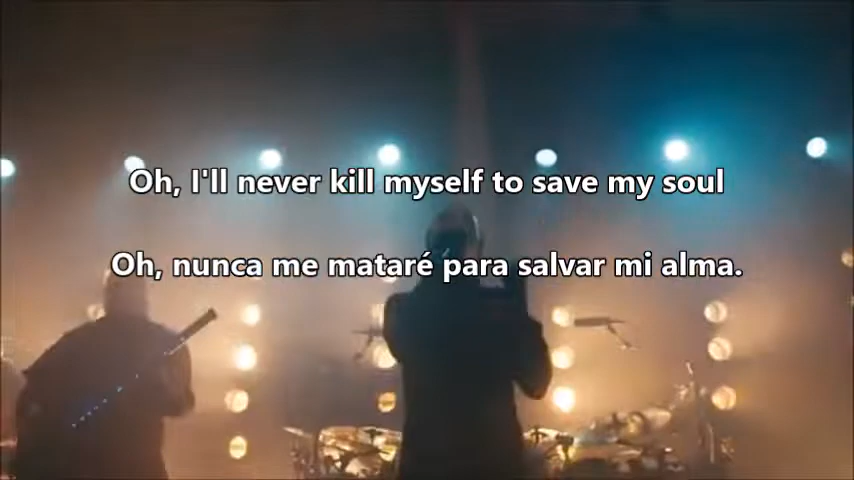 Oh, I'll never kill myself to save my soul
Oh, nunca me mataré para salvar mi alma.